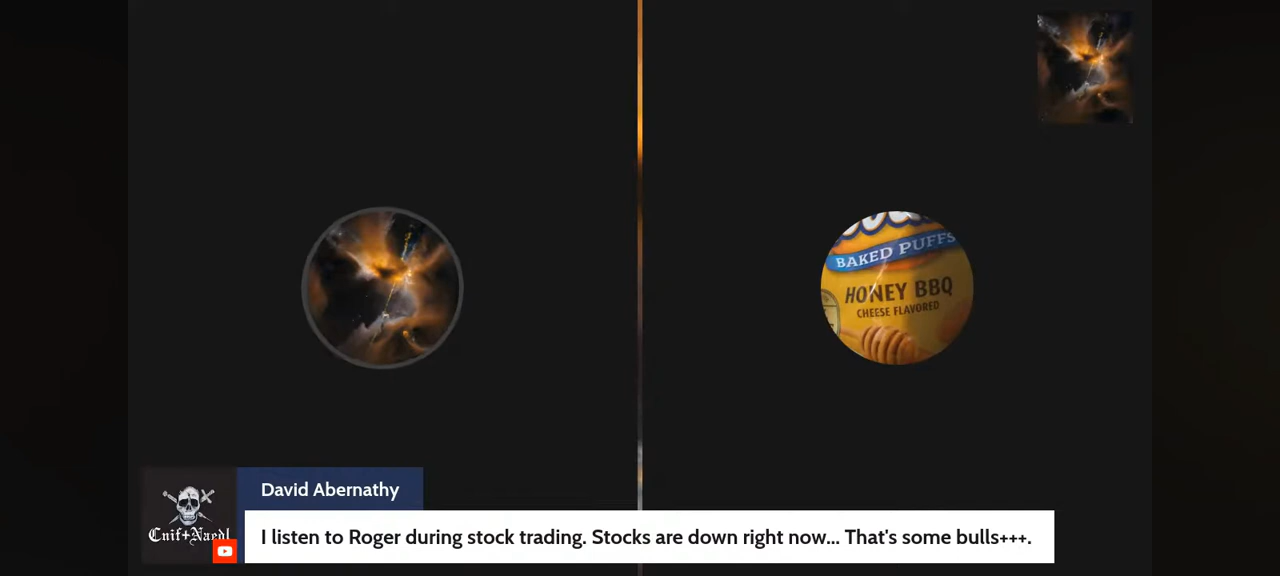 BAKED PUFFS
HONEY BBQ
CHEESE FLAVORED
David Abernathy
Cnif+Naedl
I listen to Roger during stock trading. Stocks are down right now... That's some bulls+++.